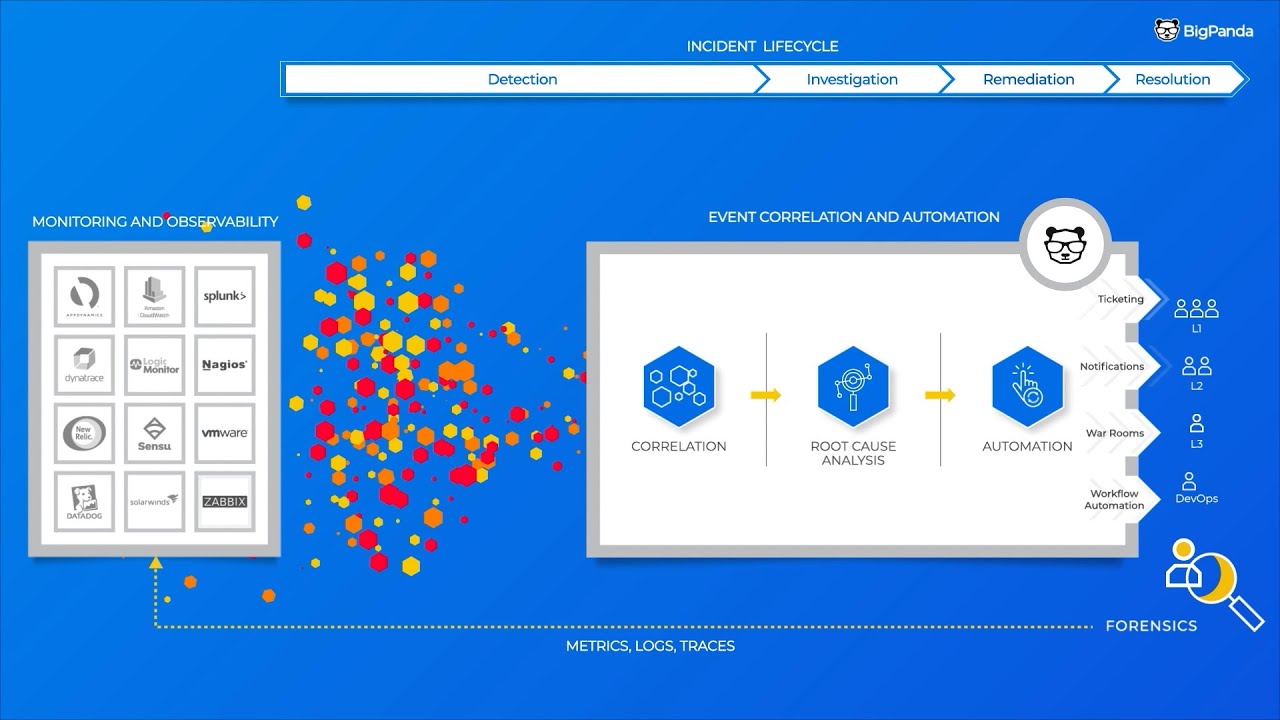 BigPanda
INCIDENT LIFECYCLE
Detection
Investigation
Remediation
Resolution
MONITORING AND OBSERVABILITY
APPDYNAMICS
Amazon
CloudWatch
splunk>
dynatrace
Logic
Monitor
Nagios®
New
Relic.
Sensu
vmware®
DATADOG
solarwinds
ZABBIX
EVENT CORRELATION AND AUTOMATION
CORRELATION
ROOT CAUSE
ANALYSIS
AUTOMATION
Ticketing
Notifications
War Rooms
Workflow
Automation
L1
L2
L3
DevOps
FORENSICS
METRICS, LOGS, TRACES